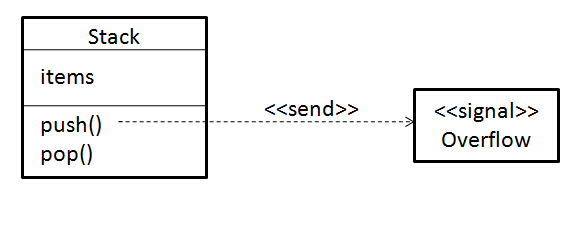 Stack
items
push()
pop()
<<send>>
<<signal>>
Overflow